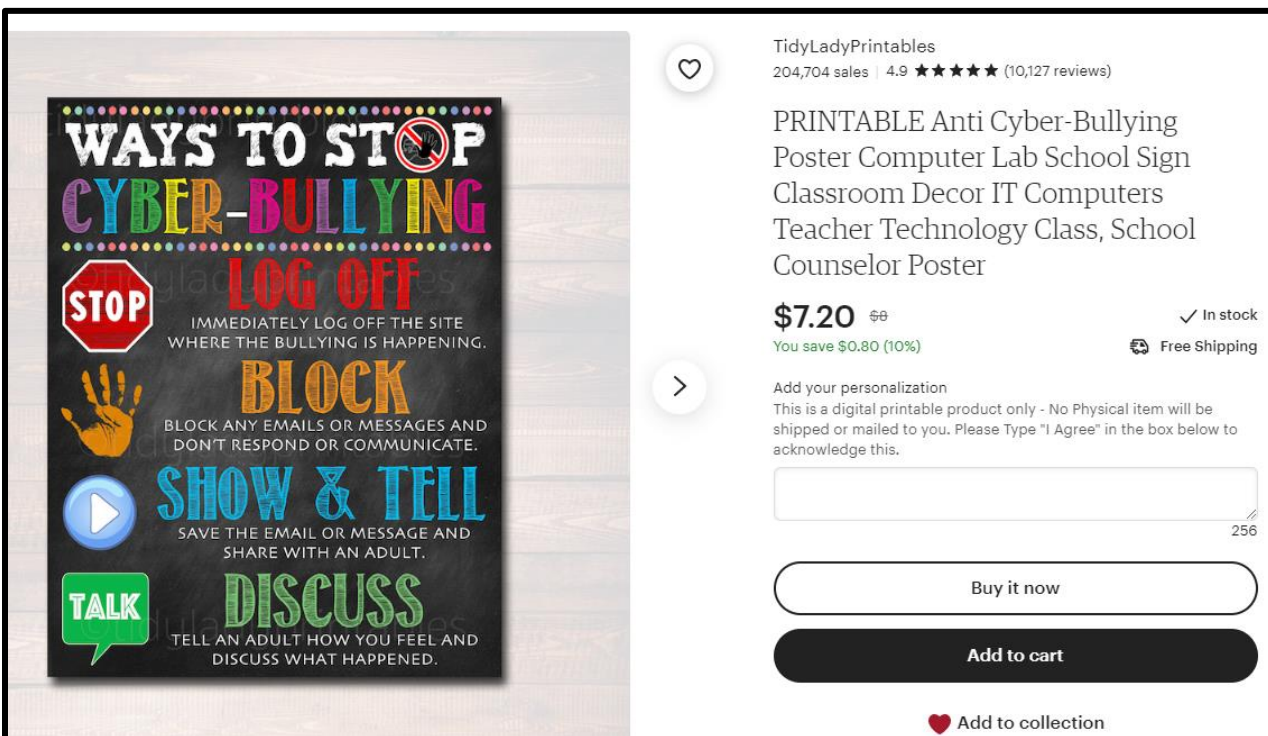 WAYS TO STOP
CYBER-BULLYING
STOP
LOG OFF
IMMEDIATELY LOG OFF THE SITE
WHERE THE BULLYING IS HAPPENING.
BLOCK
BLOCK ANY EMAILS OR MESSAGES AND
DON'T RESPOND OR COMMUNICATE.
SHOW & TELL
SAVE THE EMAIL OR MESSAGE AND
SHARE WITH AN ADULT.
TALK
DISCUSS
TELL AN ADULT HOW YOU FEEL AND
DISCUSS WHAT HAPPENED.
TidyLadyPrintables
204,704 sales | 4.9 ★★★★★ (10,127 reviews)
PRINTABLE Anti Cyber-Bullying
Poster Computer Lab School Sign
Classroom Decor IT Computers
Teacher Technology Class, School
Counselor Poster
$7.20 $8
In stock
You save $0.80 (10%)
Free Shipping
Add your personalization
This is a digital printable product only - No Physical item will be
shipped or mailed to you. Please Type "I Agree" in the box below to
acknowledge this.
256
Buy it now
Add to cart
Add to collection